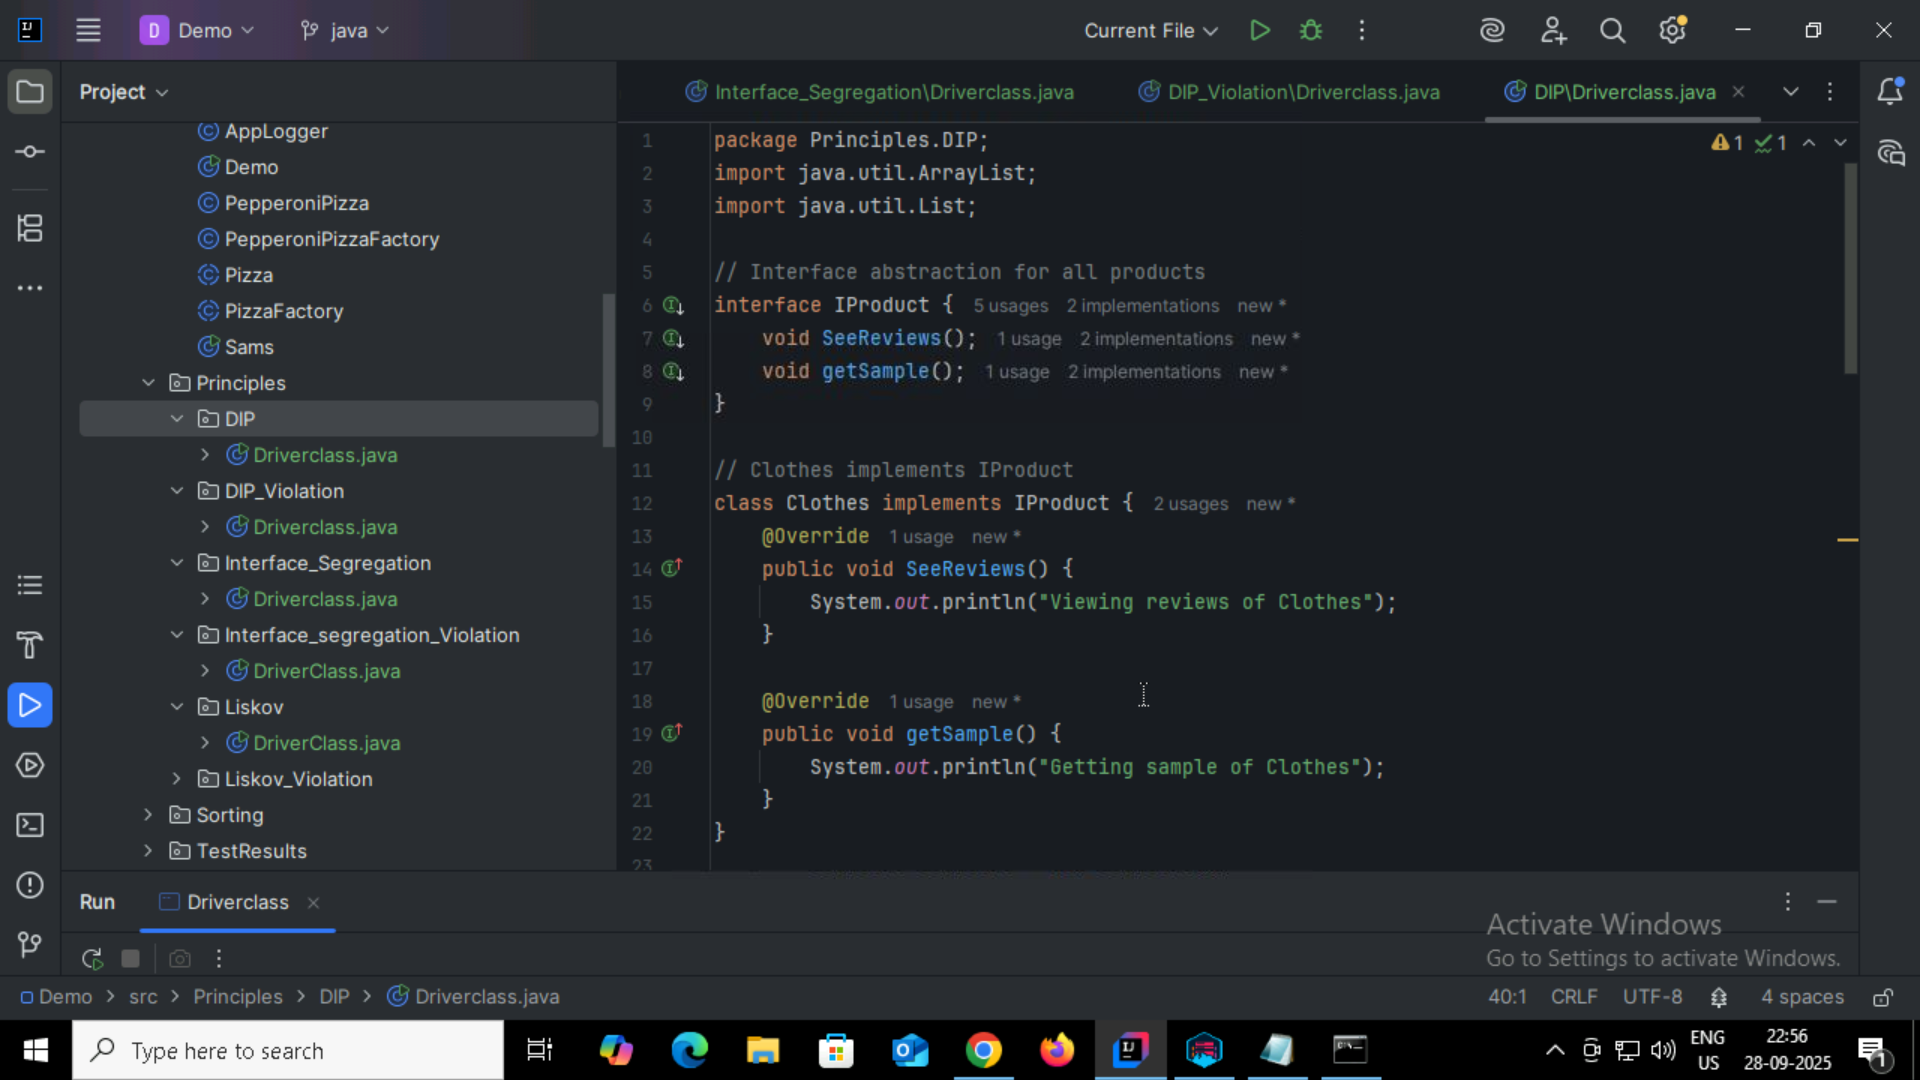 D Demo java Current File
Project
Interface_Segregation\Driverclass.java DIP_Violation\Driverclass.java DIP\Driverclass.java
AppLogger
Demo
PepperoniPizza
PepperoniPizzaFactory
Pizza
PizzaFactory
Sams
Principles
DIP
Driverclass.java
DIP_Violation
Driverclass.java
Interface_Segregation
Driverclass.java
Interface_segregation_Violation
DriverClass.java
Liskov
DriverClass.java
Liskov_Violation
Sorting
TestResults
1 package Principles.DIP;
1 1
2 import java.util.ArrayList;
3 import java.util.List;
4
5 // Interface abstraction for all products
6 interface IProduct { 5 usages 2 implementations new *
7 void SeeReviews(); 1 usage 2 implementations new *
8 void getSample(); 1 usage 2 implementations new *
9 }
10
11 // Clothes implements IProduct
12 class Clothes implements IProduct { 2 usages new *
13 @Override 1 usage new *
14 public void SeeReviews() {
15 System.out.println("Viewing reviews of Clothes");
16 }
17
18 @Override 1 usage new *
19 public void getSample() {
20 System.out.println("Getting sample of Clothes");
21 }
22 }
23
Run Driverclass
Activate Windows
Go to Settings to activate Windows.
Demo > src > Principles > DIP > Driverclass.java 40:1 CRLF UTF-8 4 spaces
Type here to search
ENG
US
22:56
28-09-2025
1